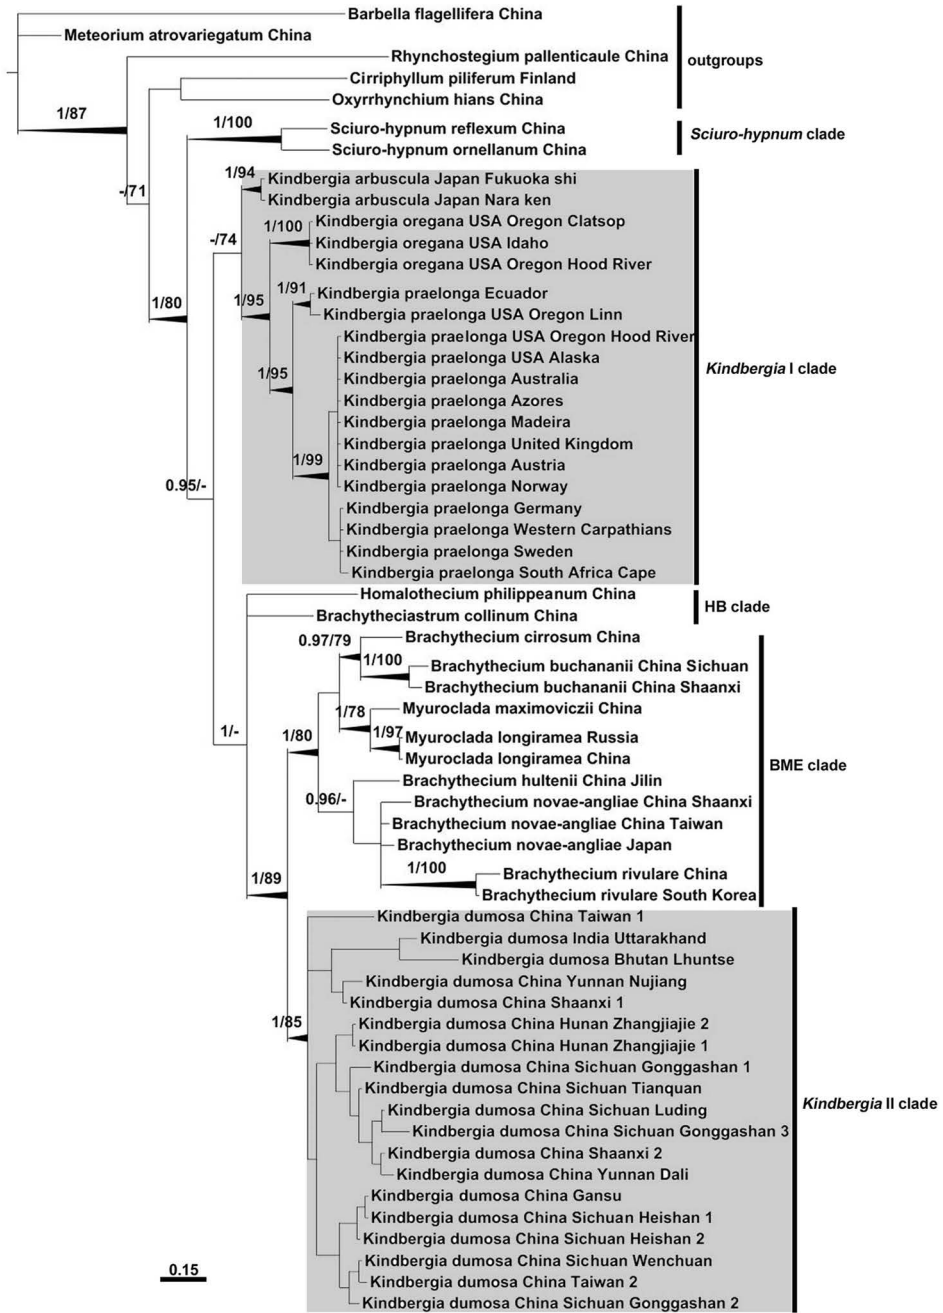 Barbella flagellifera China
Meteorium atrovariegatum China
Rhynchostegium pallenticaule China
outgroups
Cirriphyllum piliferum Finland
Oxyrrhynchium hians China
1/87
1/100
Sciuro-hypnum reflexum China
Sciuro-hypnum clade
Sciuro-hypnum ornellanum China
1/94
Kindbergia arbuscula Japan Fukuoka shi
-/71
Kindbergia arbuscula Japan Nara ken
1/100
Kindbergia oregana USA Oregon Clatsop
-/74
Kindbergia oregana USA Idaho
Kindbergia oregana USA Oregon Hood River
1/91
Kindbergia praelonga Ecuador
1/80
1/95
Kindbergia praelonga USA Oregon Linn
Kindbergia praelonga USA Oregon Hood River
Kindbergia praelonga USA Alaska
Kindbergia I clade
1/95
Kindbergia praelonga Australia
Kindbergia praelonga Azores
Kindbergia praelonga Madeira
Kindbergia praelonga United Kingdom
1/99
Kindbergia praelonga Austria
0.95/-
Kindbergia praelonga Norway
Kindbergia praelonga Germany
Kindbergia praelonga Western Carpathians
Kindbergia praelonga Sweden
Kindbergia praelonga South Africa Cape
Homalothecium philippeanum China
HB clade
Brachytheciastrum collinum China
0.97/79
Brachythecium cirrosum China
1/100
Brachythecium buchananii China Sichuan
Brachythecium buchananii China Shaanxi
1/78
Myuroclada maximoviczii China
1/-
1/80
1/97
Myuroclada longiramea Russia
Myuroclada longiramea China
BME clade
Brachythecium hultenii China Jilin
0.96/-
Brachythecium novae-angliae China Shaanxi
Brachythecium novae-angliae China Taiwan
Brachythecium novae-angliae Japan
1/100
1/89
Brachythecium rivulare China
Brachythecium rivulare South Korea
Kindbergia dumosa China Taiwan 1
Kindbergia dumosa India Uttarakhand
Kindbergia dumosa Bhutan Lhuntse
Kindbergia dumosa China Yunnan Nujiang
Kindbergia dumosa China Shaanxi 1
1/85
Kindbergia dumosa China Hunan Zhangjiajie 2
Kindbergia dumosa China Hunan Zhangjiajie 1
Kindbergia dumosa China Sichuan Gonggashan 1
Kindbergia dumosa China Sichuan Tianquan
Kindbergia II clade
Kindbergia dumosa China Sichuan Luding
Kindbergia dumosa China Sichuan Gonggashan 3
Kindbergia dumosa China Shaanxi 2
Kindbergia dumosa China Yunnan Dali
Kindbergia dumosa China Gansu
Kindbergia dumosa China Sichuan Heishan 1
Kindbergia dumosa China Sichuan Heishan 2
Kindbergia dumosa China Sichuan Wenchuan
0.15
Kindbergia dumosa China Taiwan 2
Kindbergia dumosa China Sichuan Gonggashan 2